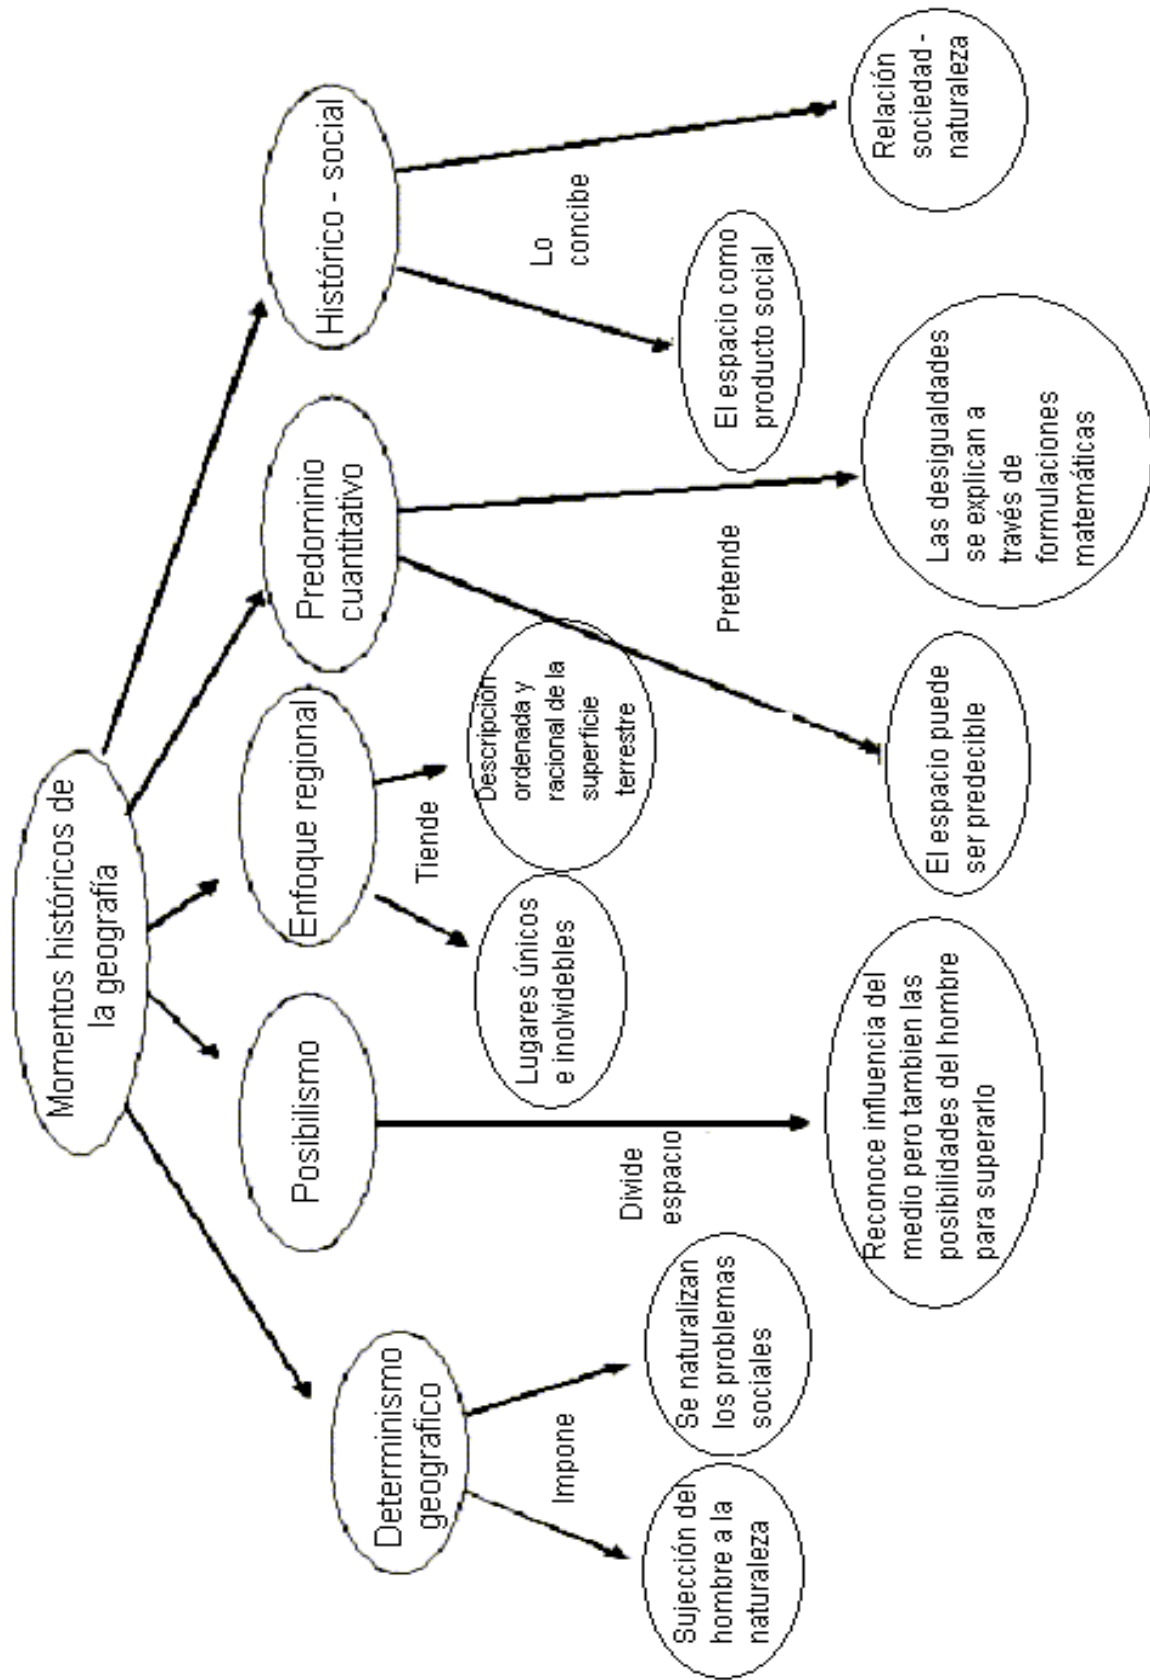 Momentos históricos de
la geografía
Determinismo
geografico
Posibilismo
Enfoque regional
Predominio
cuantitativo
Histórico - social
Impone
Sujección del
hombre a la
naturaleza
Se naturalizan
los problemas
sociales
Divide
espacio
Reconoce influencia del
medio pero tambien las
posibilidades del hombre
para superarlo
Tiende
Lugares únicos
e inolvidebles
Descripción
ordenada y
racional de la
superficie
terrestre
Pretende
El espacio puede
ser predecible
Las desigualdades
se explican a
través de
formulaciones
matemáticas
Lo
concibe
El espacio como
producto social
Relación
sociedad -
naturaleza